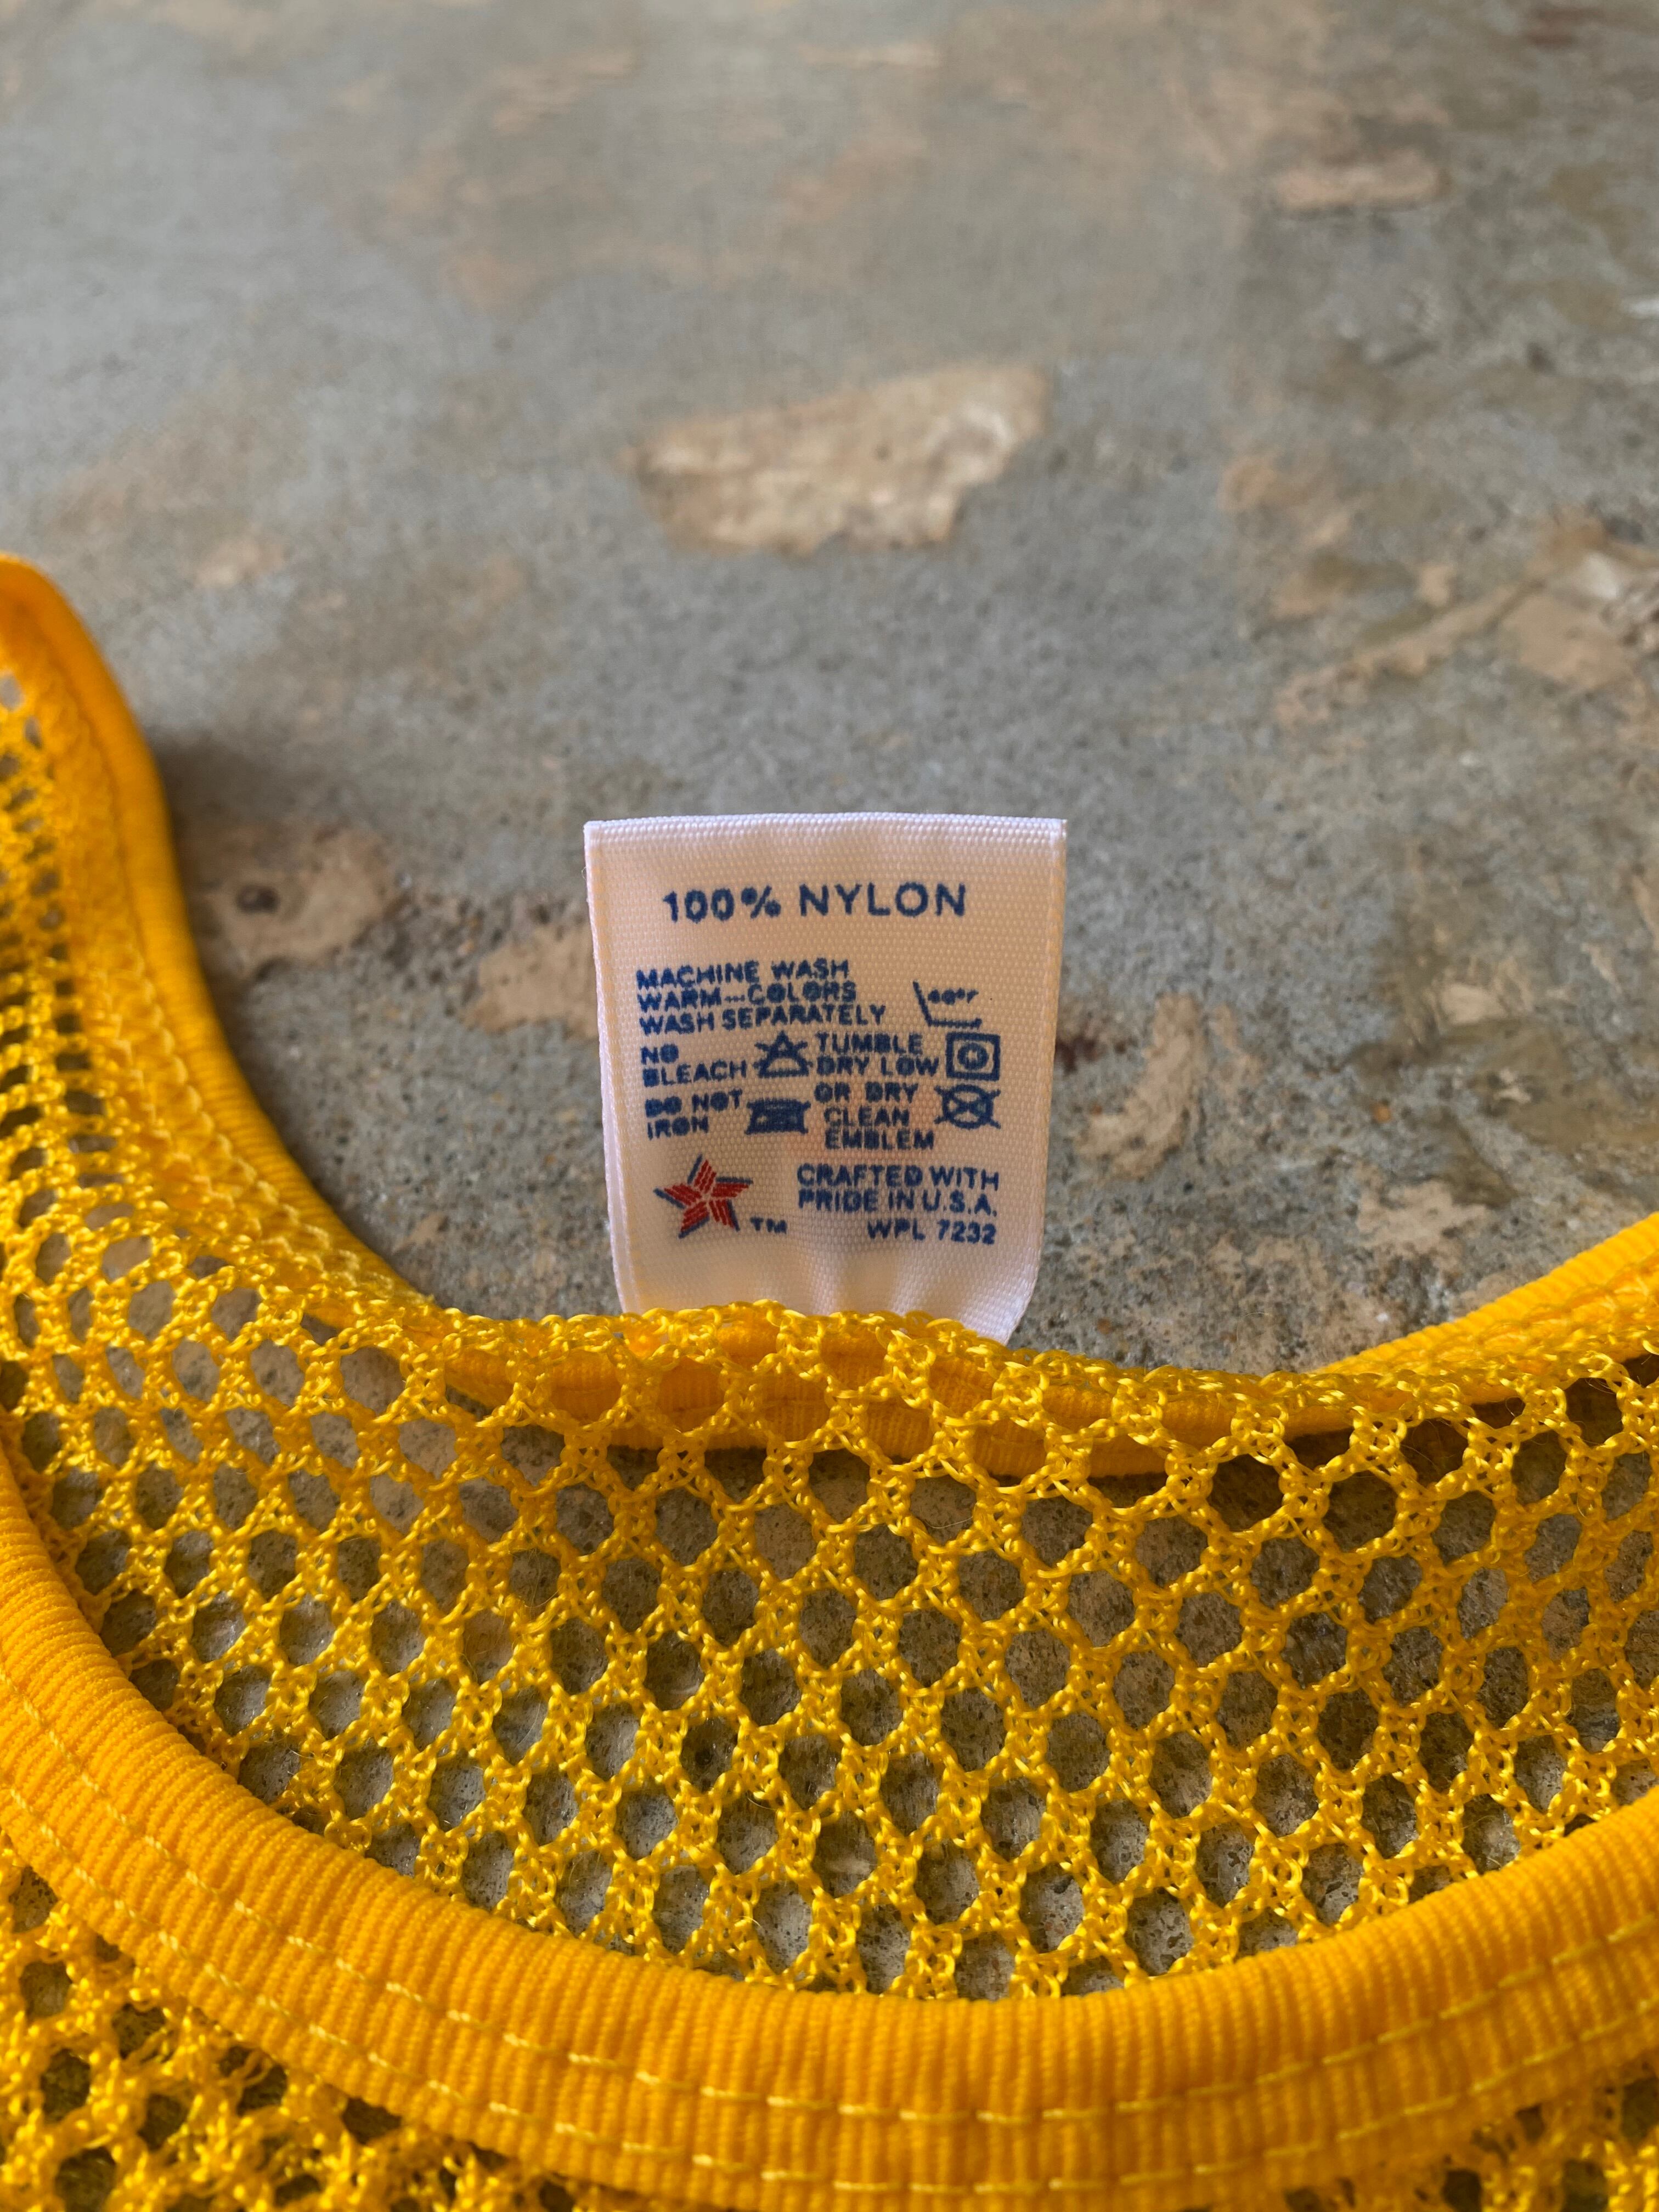 100% NYLON
MACHINE WASH
WARM---COLORS
WASH SEPARATELY
NO
BLEACH
TUMBLE
DRY LOW
DO NOT
IRON
OR DRY
CLEAN
EMBLEM
CRAFTED WITH
PRIDE IN U.S.A.
TM
WPL 7232